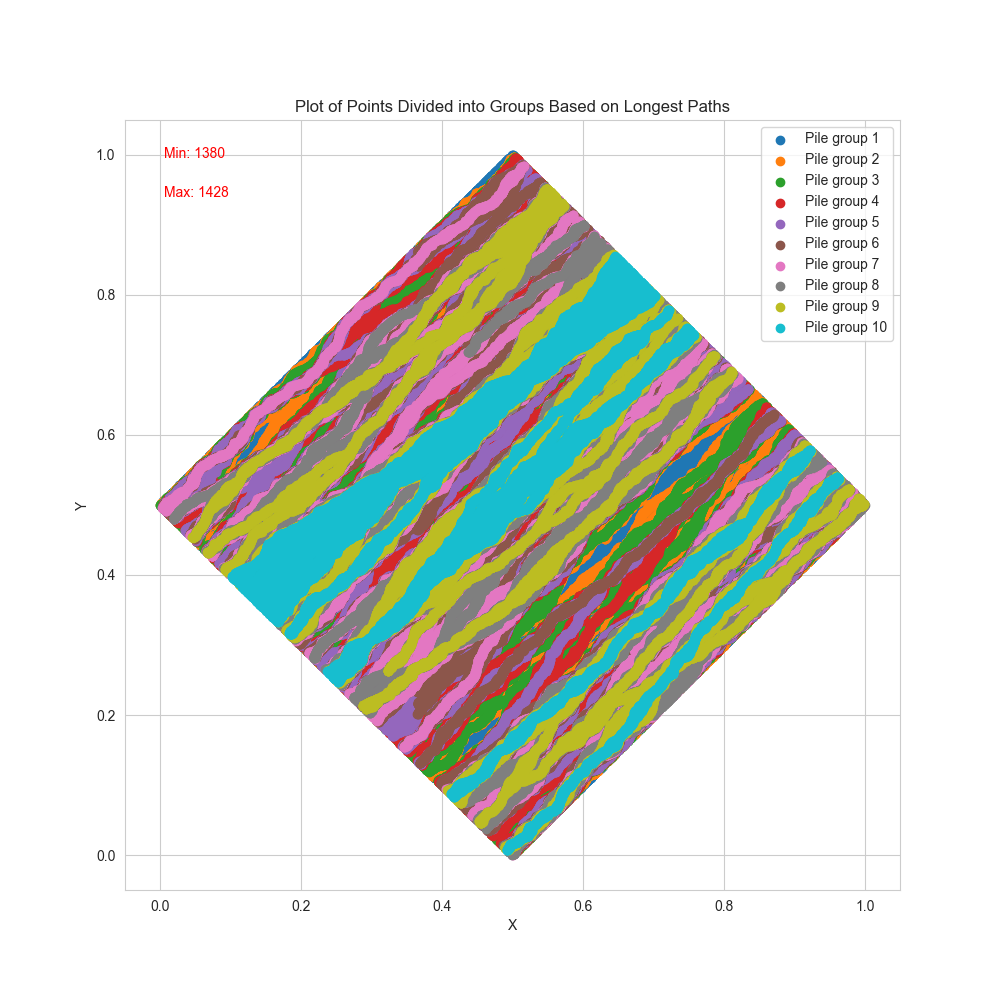 Plot of Points Divided into Groups Based on Longest Paths
Min: 1380
Max: 1428
Pile group 1
Pile group 2
Pile group 3
Pile group 4
Pile group 5
Pile group 6
Pile group 7
Pile group 8
Pile group 9
Pile group 10
1.0
0.8
0.6
0.4
0.2
0.0
Y
0.0 0.2 0.4 0.6 0.8 1.0
X